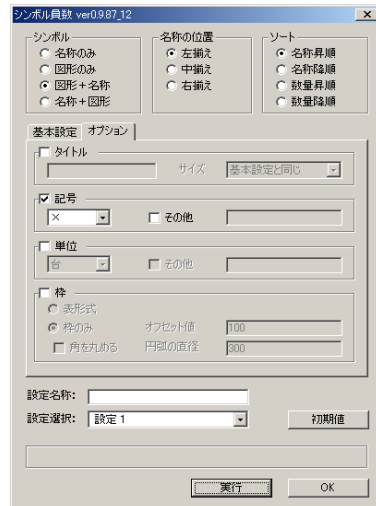 シンボル員数 ver0.9.87_12
シンボル 名称の位置 ソート
名称のみ 左揃え 名称昇順
図形のみ 中揃え 名称降順
図形+名称 右揃え 数量昇順
名称+図形 数量降順
基本設定 オプション
タイトル
サイズ 基本設定と同じ
記号
× その他
単位
台 その他
枠
表形式
枠のみ オフセット値 100
角を丸める 円弧の直径 300
設定名称:
設定選択: 設定 1 初期値
実行 OK